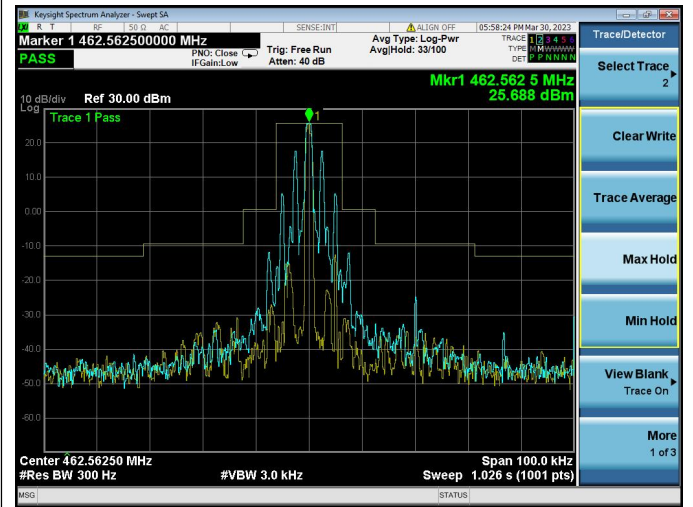 Keysight Spectrum Analyzer - Swept SA
R T RF 50 Ω AC SENSE:INT ALIGN OFF 05:58:24 PM Mar 30, 2023
Marker 1 462.562500000 MHz
PASS
PNO: Close
IFGain:Low
Trig: Free Run
Atten: 40 dB
Avg Type: Log-Pwr
Avg|Hold: 33/100
TRACE 1 2 3 4 5 6
TYPE M M W W W W
DET P P N N N N
Mkr1 462.562 5 MHz
25.688 dBm
10 dB/div Ref 30.00 dBm
Log
Trace 1 Pass
1
20.0
10.0
0.00
-10.0
-20.0
-30.0
-40.0
-50.0
-60.0
Center 462.56250 MHz Span 100.0 kHz
#Res BW 300 Hz #VBW 3.0 kHz Sweep 1.026 s (1001 pts)
MSG STATUS
Trace/Detector
Select Trace
2
Clear Write
Trace Average
Max Hold
Min Hold
View Blank
Trace On
More
1 of 3